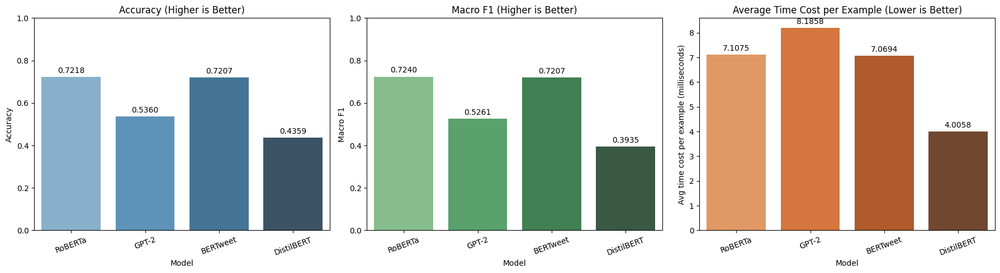 Accuracy (Higher is Better)
1.0
0.8
0.6
0.4
0.2
0.0
Accuracy
0.7218
0.5360
0.7207
0.4359
RoBERTa
GPT-2
BERTweet
DistilBERT
Model
Macro F1 (Higher is Better)
1.0
0.8
0.6
0.4
0.2
0.0
Macro F1
0.7240
0.5261
0.7207
0.3935
RoBERTa
GPT-2
BERTweet
DistilBERT
Model
Average Time Cost per Example (Lower is Better)
8
7
6
5
4
3
2
1
0
Avg time cost per example (milliseconds)
7.1075
8.1858
7.0694
4.0058
RoBERTa
GPT-2
BERTweet
DistilBERT
Model